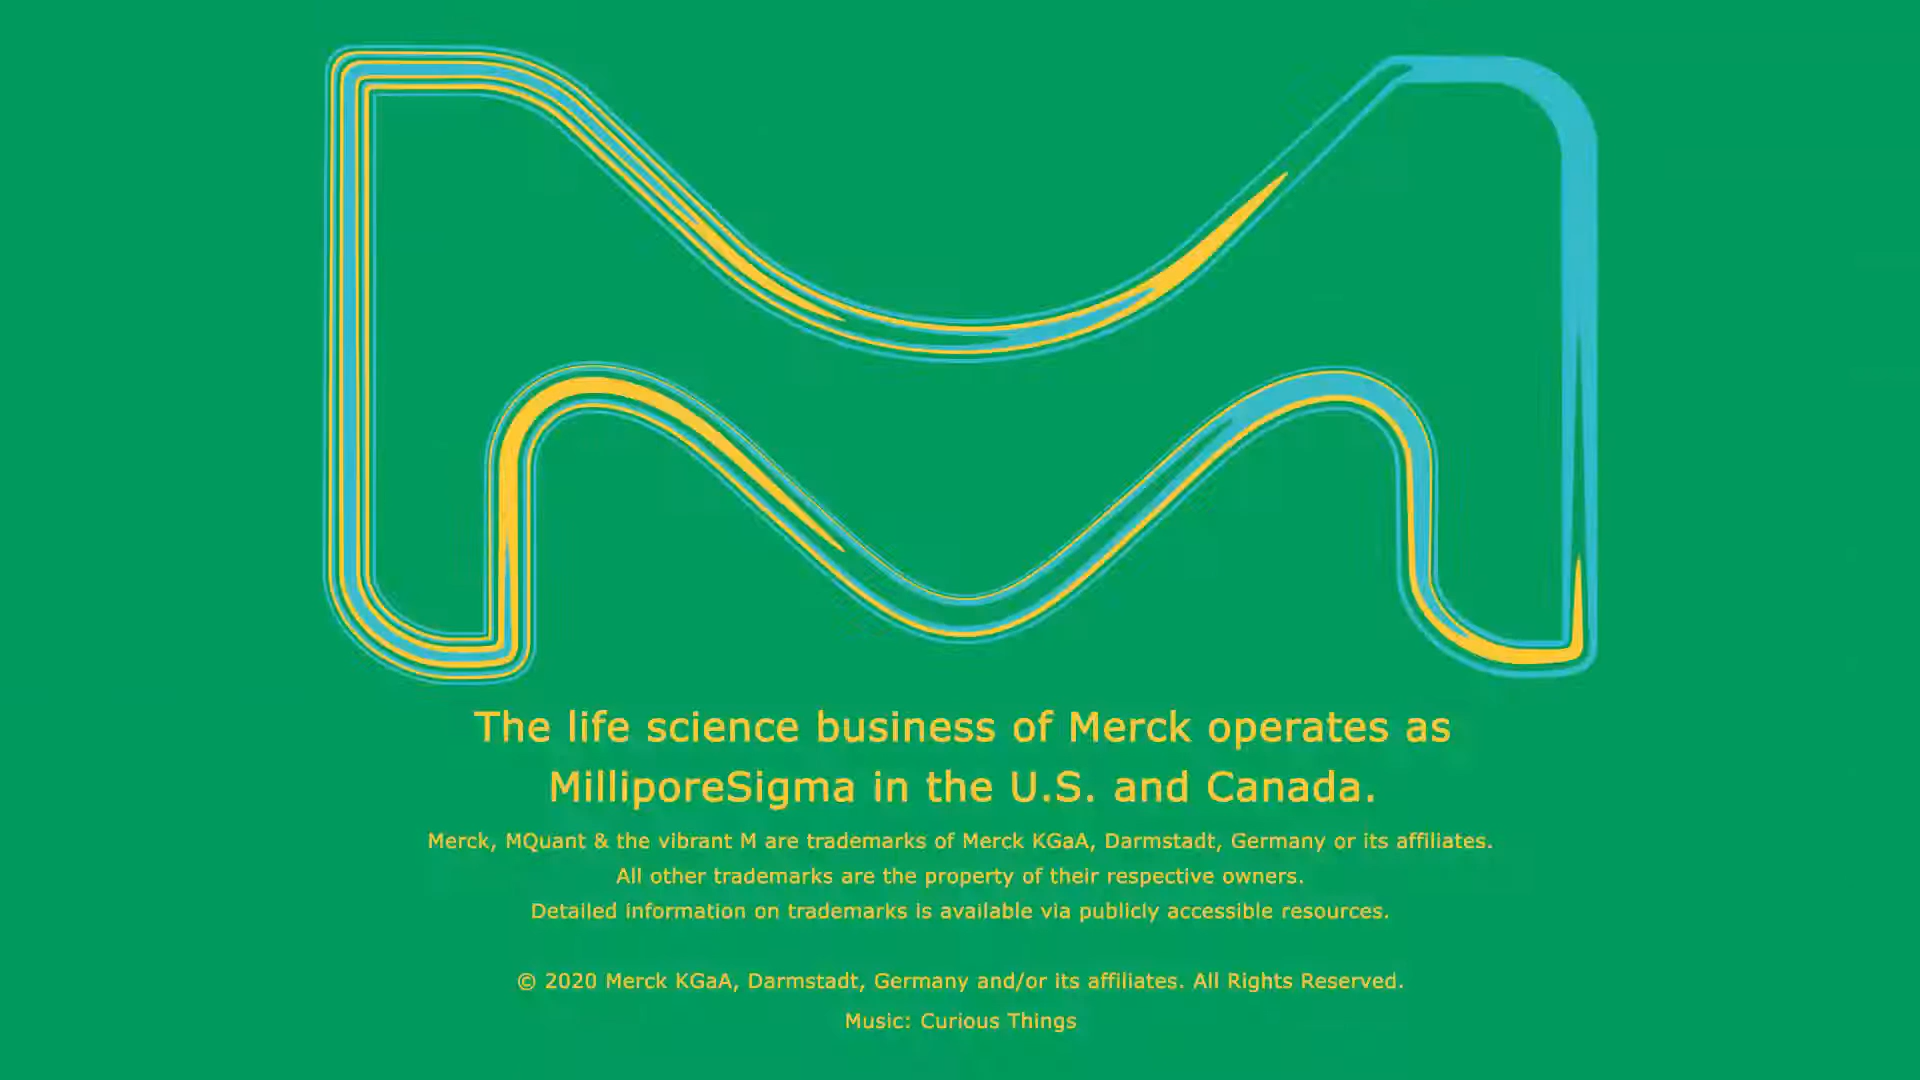 The life science business of Merck operates as
MilliporeSigma in the U.S. and Canada.
Merck, MQuant & the vibrant M are trademarks of Merck KGaA, Darmstadt, Germany or its affiliates.
All other trademarks are the property of their respective owners.
Detailed information on trademarks is available via publicly accessible resources.
© 2020 Merck KGaA, Darmstadt, Germany and/or its affiliates. All Rights Reserved.
Music: Curious Things